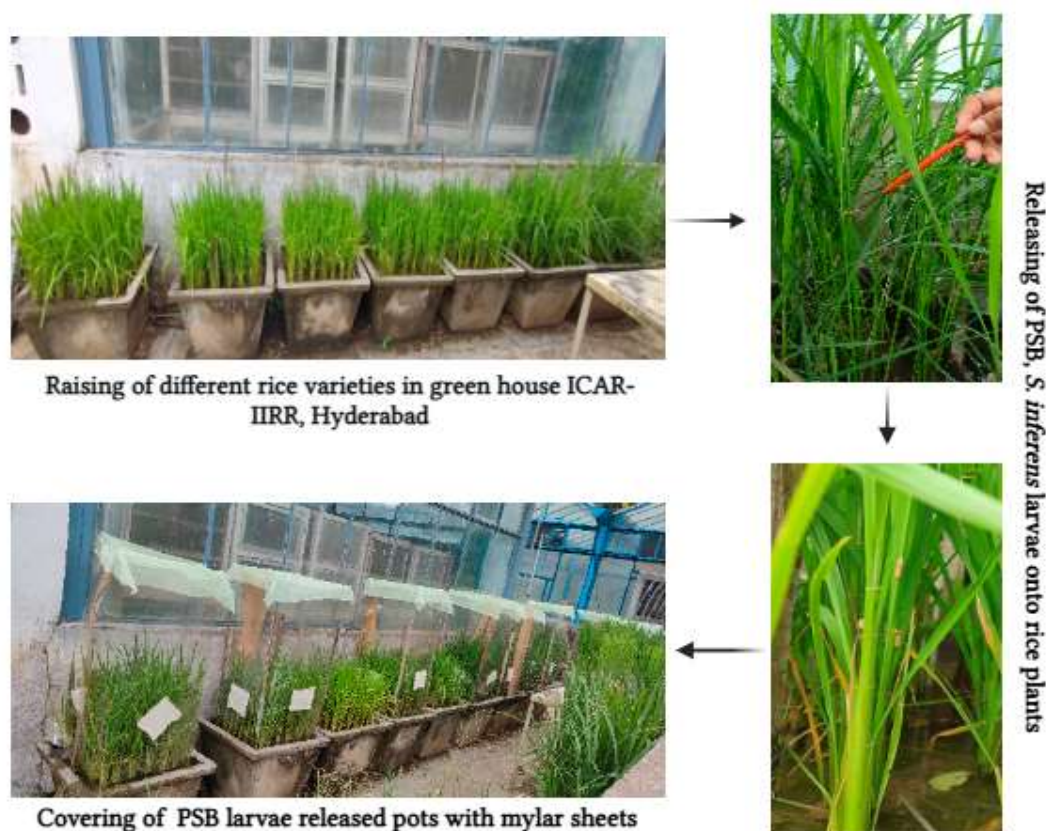 Raising of different rice varieties in green house ICAR-
IIRR, Hyderabad
Releasing of PSB, S. inferens larvae onto rice plants
Covering of PSB larvae released pots with mylar sheets